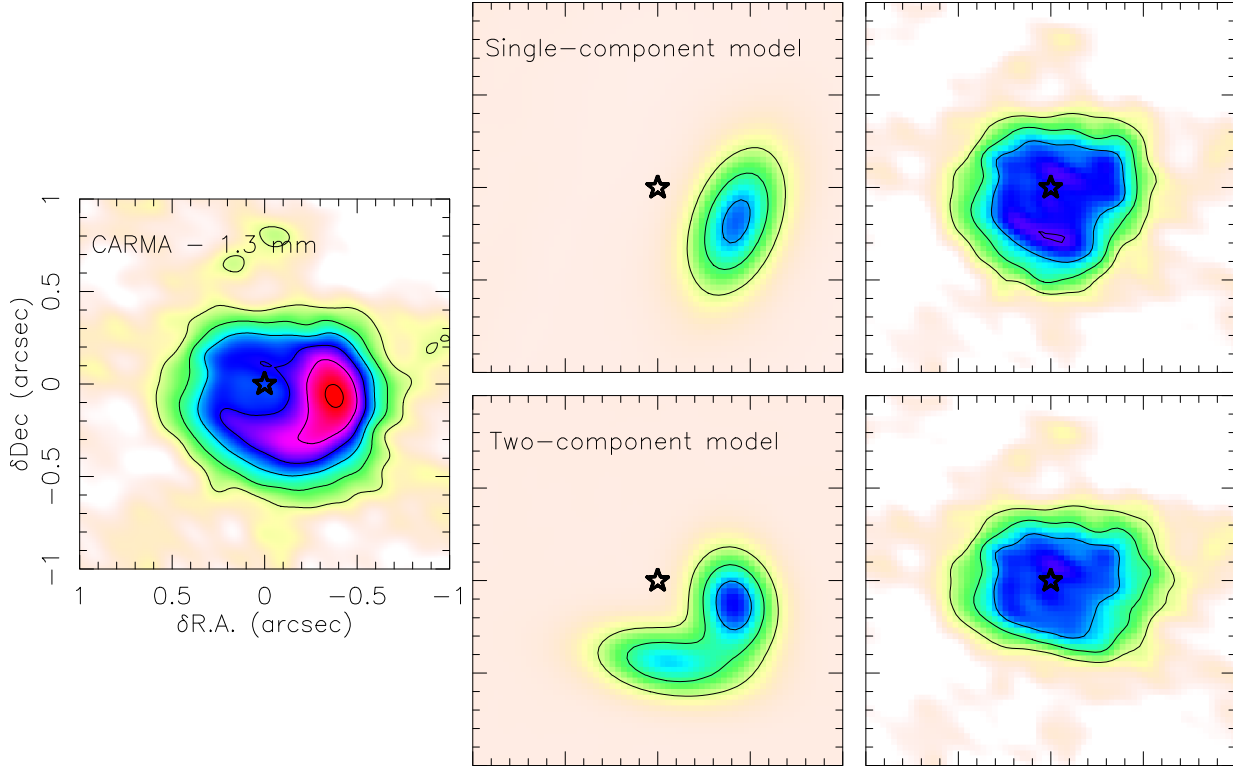 Single−component model
CARMA − 1.3 mm
Two−component model
1
0.5
0
−0.5
−1
δDec (arcsec)
1 0.5 0 −0.5 −1
δR.A. (arcsec)